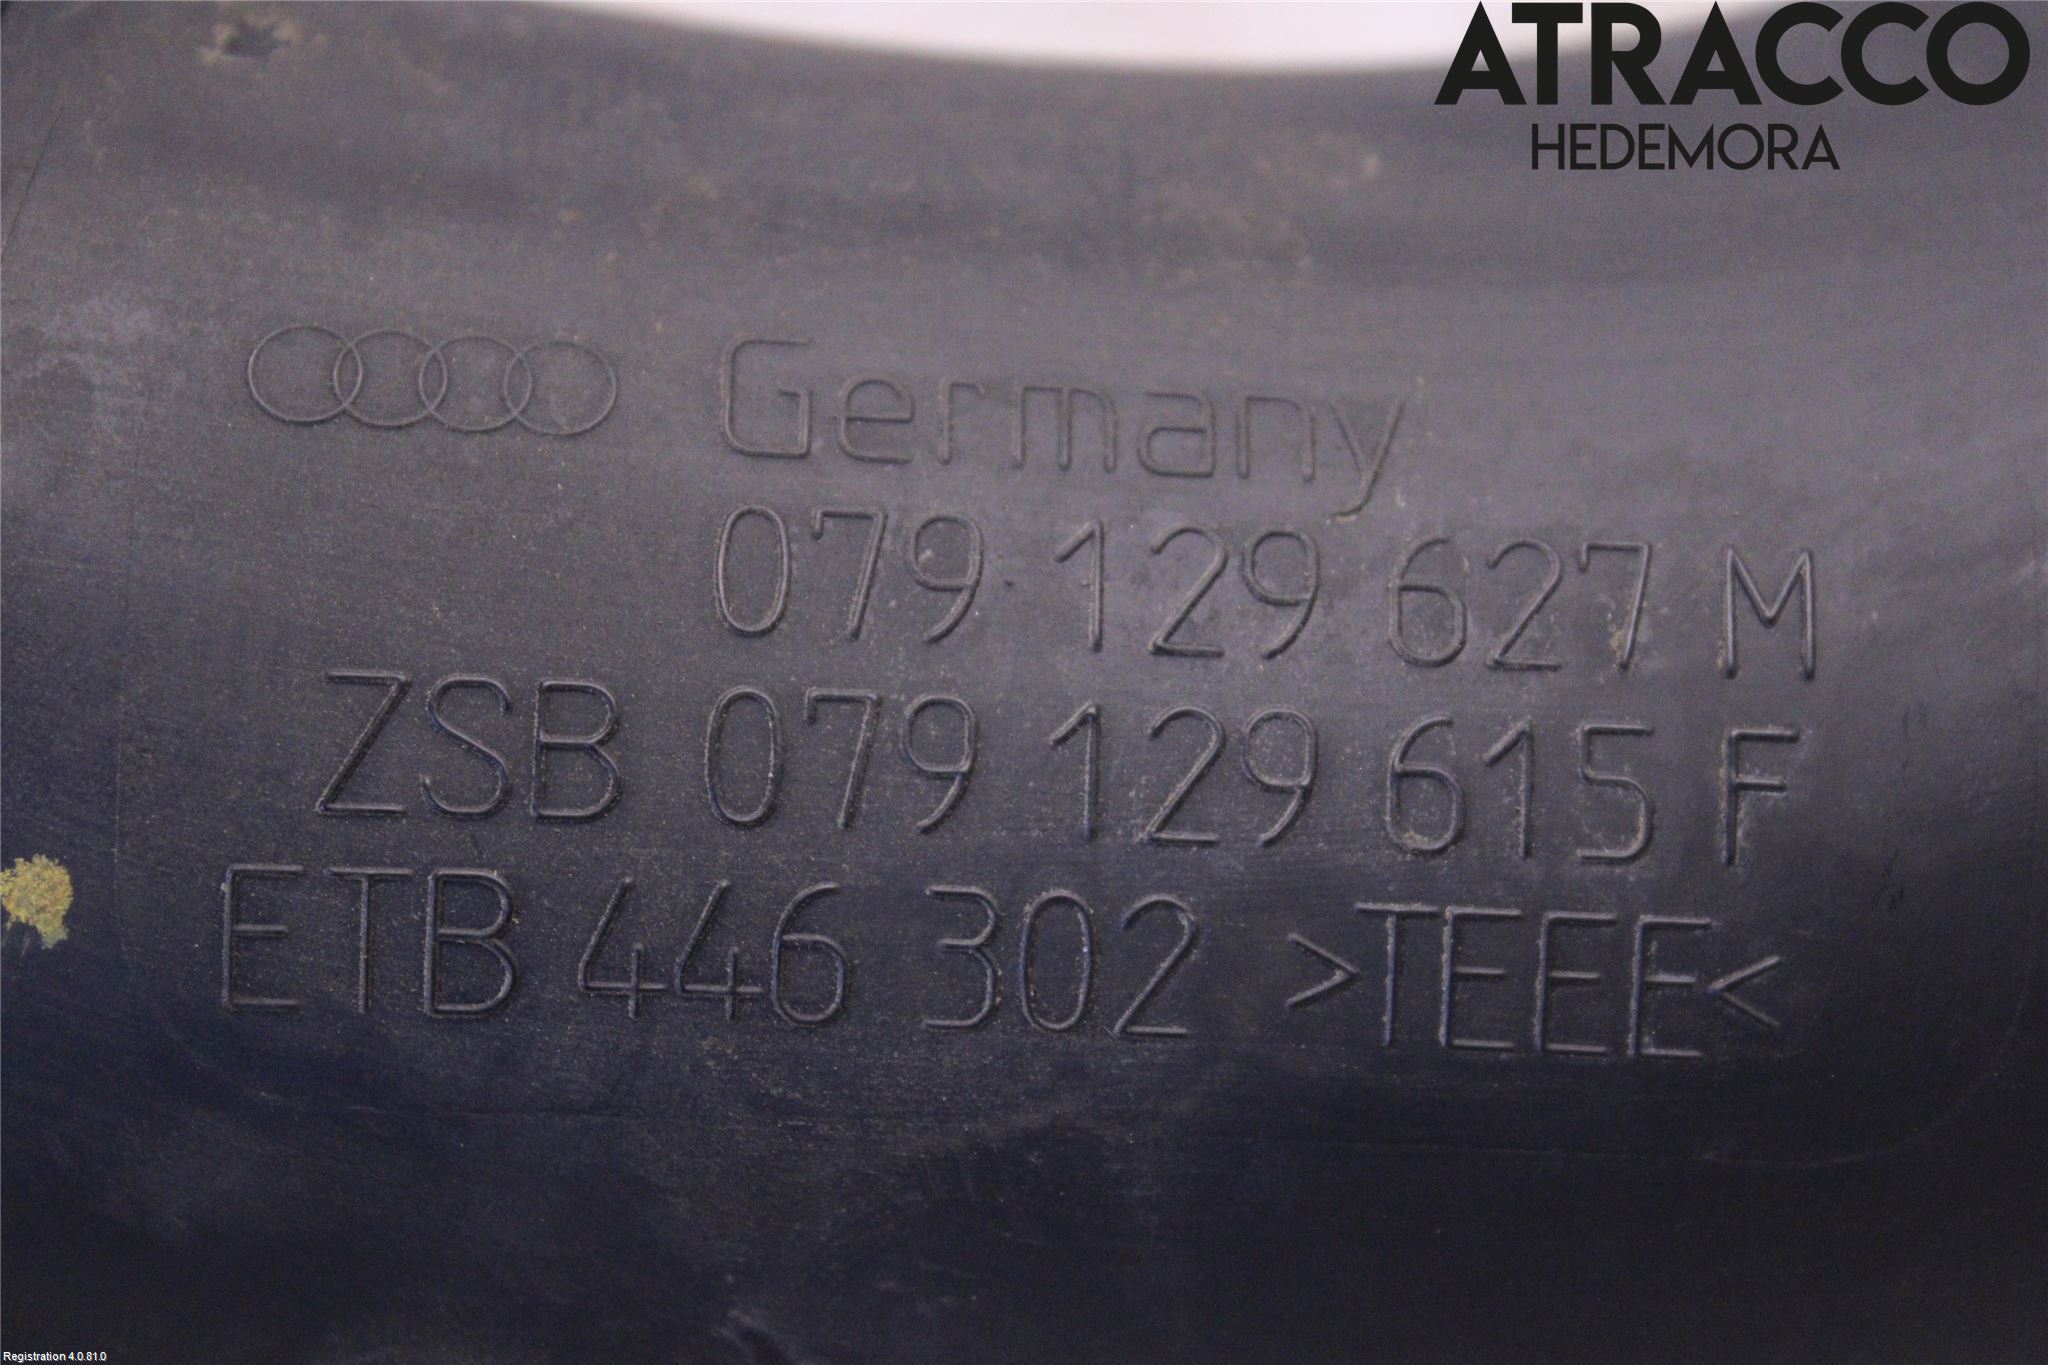 ATRACCO
HEDEMORA
Germany
079 129 627 M
ZSB 079 129 615 F
ETB 446 302 >TEEE<
Registration 4.0.81.0